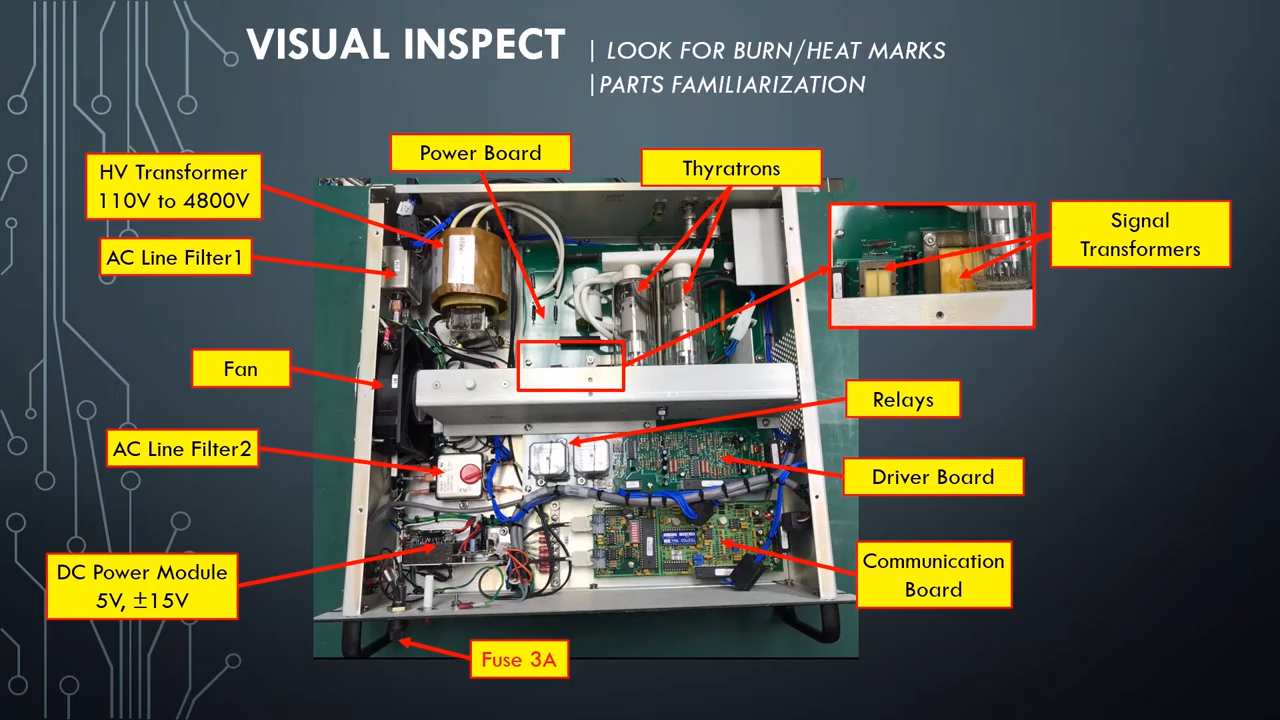 VISUAL INSPECT
| LOOK FOR BURN/HEAT MARKS
|PARTS FAMILIARIZATION
HV Transformer
110V to 4800V
Power Board
Thyratrons
Signal
Transformers
AC Line Filter1
Fan
Relays
AC Line Filter2
Driver Board
DC Power Module
5V, ±15V
Communication
Board
Fuse 3A